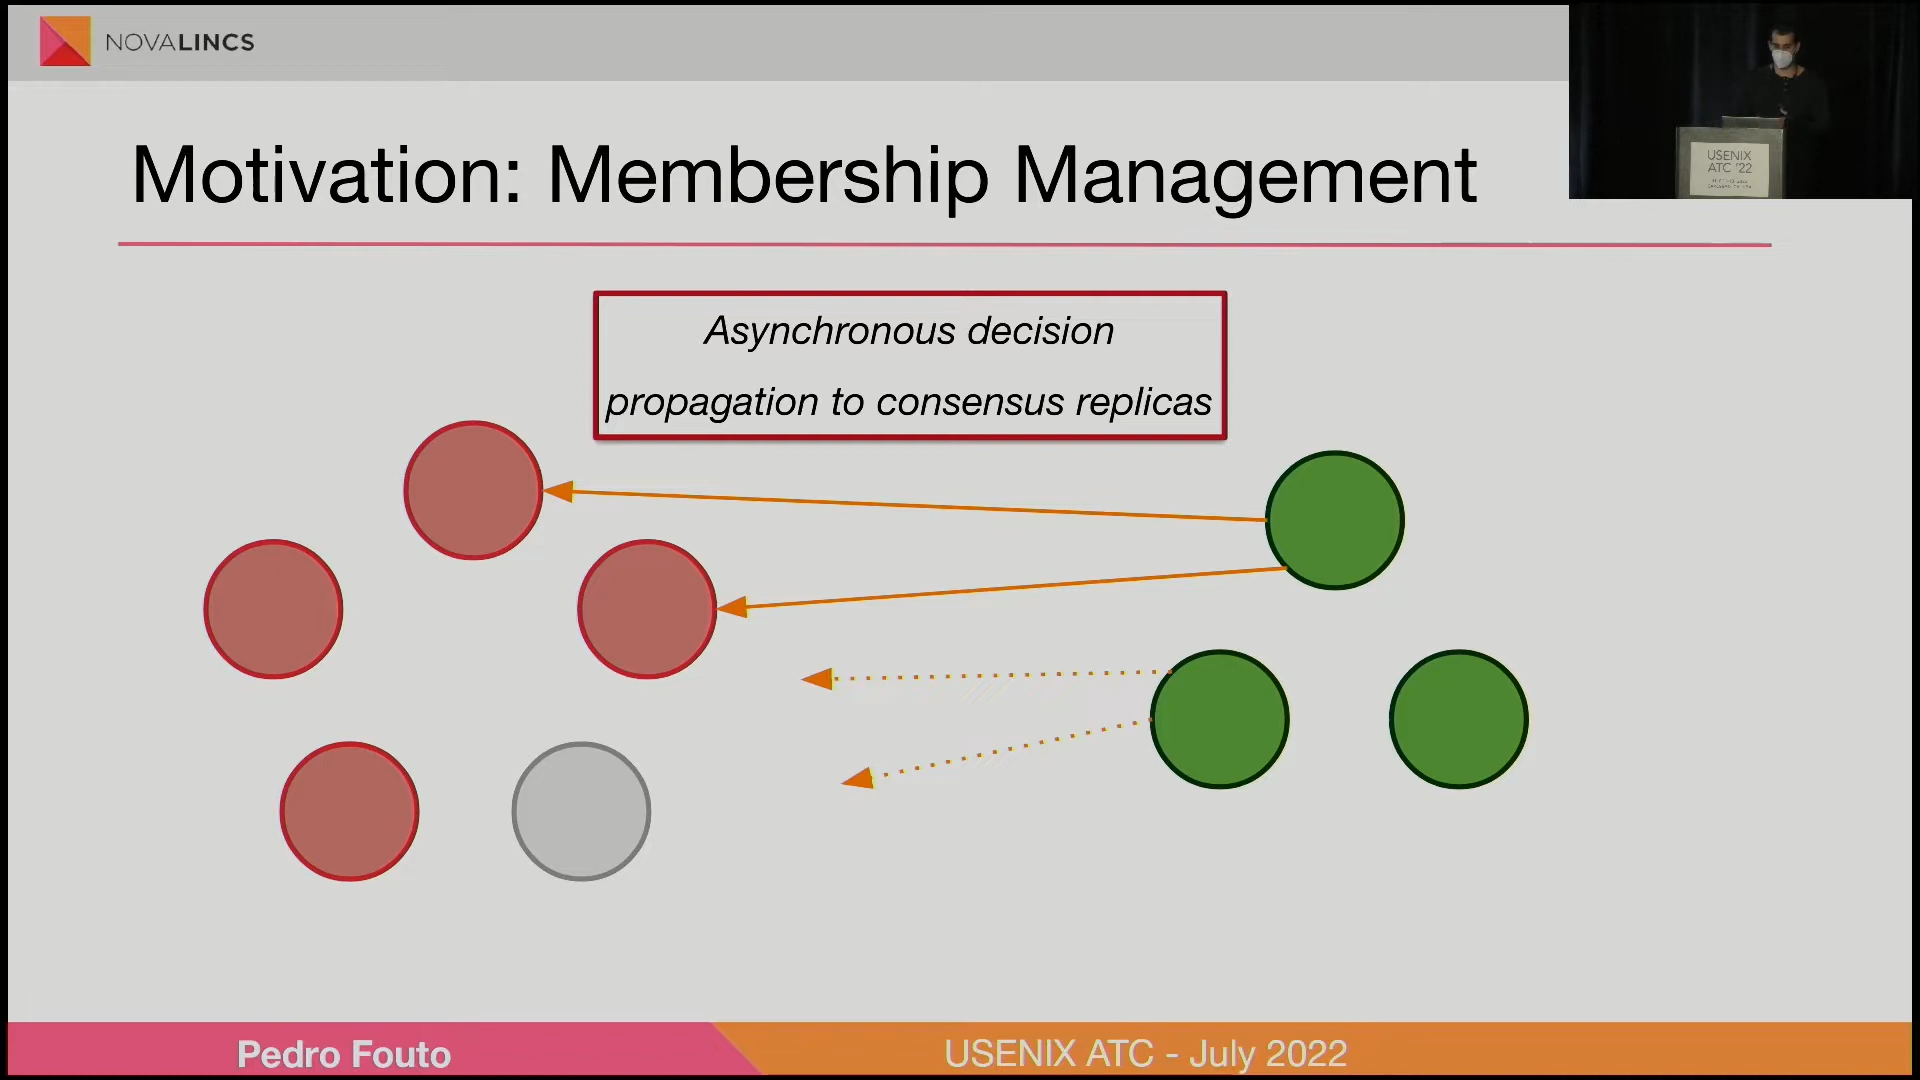 NOVALINCS
Motivation: Membership Management
Asynchronous decision
propagation to consensus replicas
USENIX
ATC '22
Pedro Fouto
USENIX ATC - July 2022